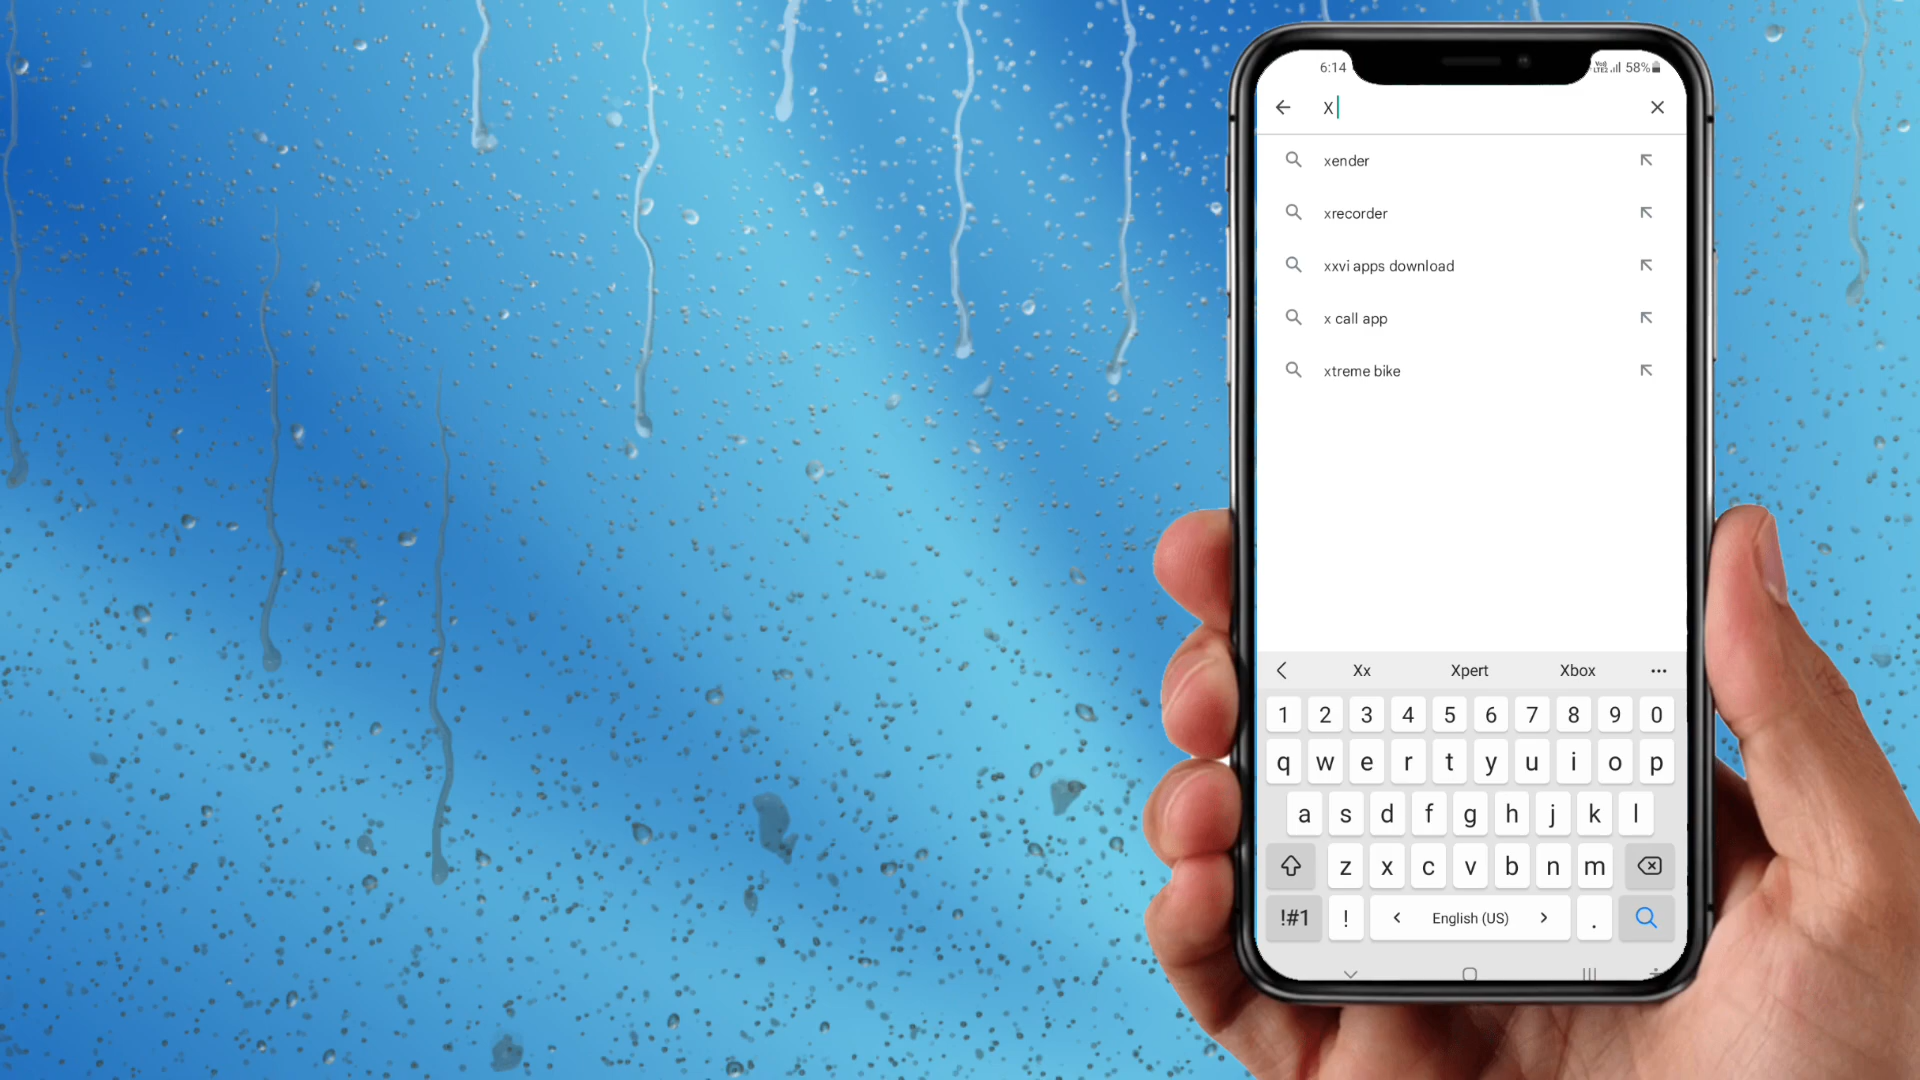 6:14
58%
X
xender
xrecorder
xxvi apps download
x call app
xtreme bike
Xx Xpert Xbox
1 2 3 4 5 6 7 8 9 0
q w e r t y u i o p
a s d f g h j k l
z x c v b n m
!#1 ! English (US) .